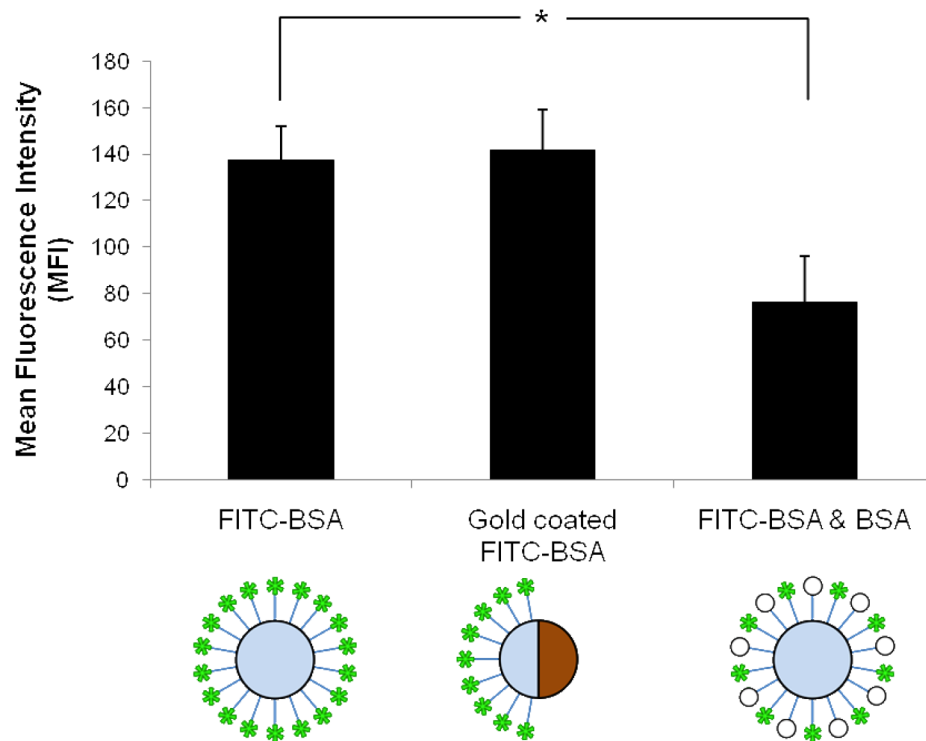 *
Mean Fluorescence Intensity
(MFI)
180
160
140
120
100
80
60
40
20
0
FITC-BSA
Gold coated
FITC-BSA
FITC-BSA & BSA